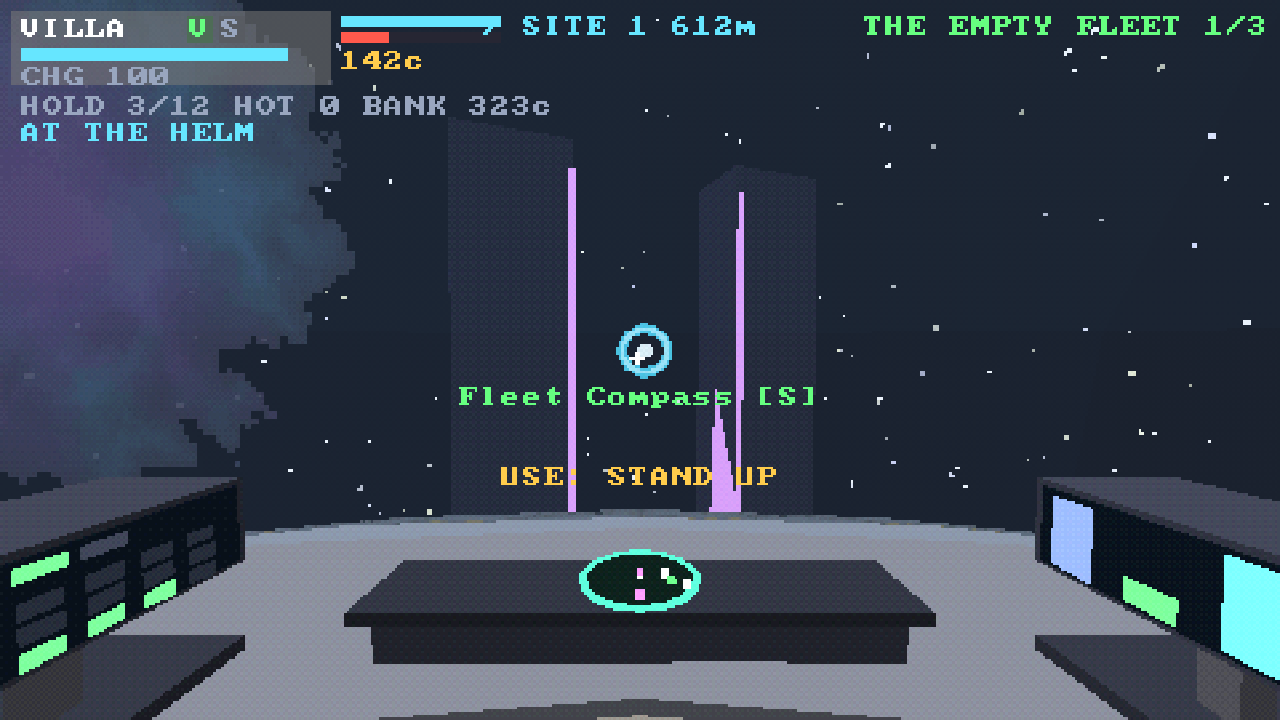 VILLA V S
SITE 1 612m
THE EMPTY FLEET 1/3
142c
CHG 100
HOLD 3/12 HOT 0 BANK 323c
AT THE HELM
Fleet Compass [S]
USE: STAND UP